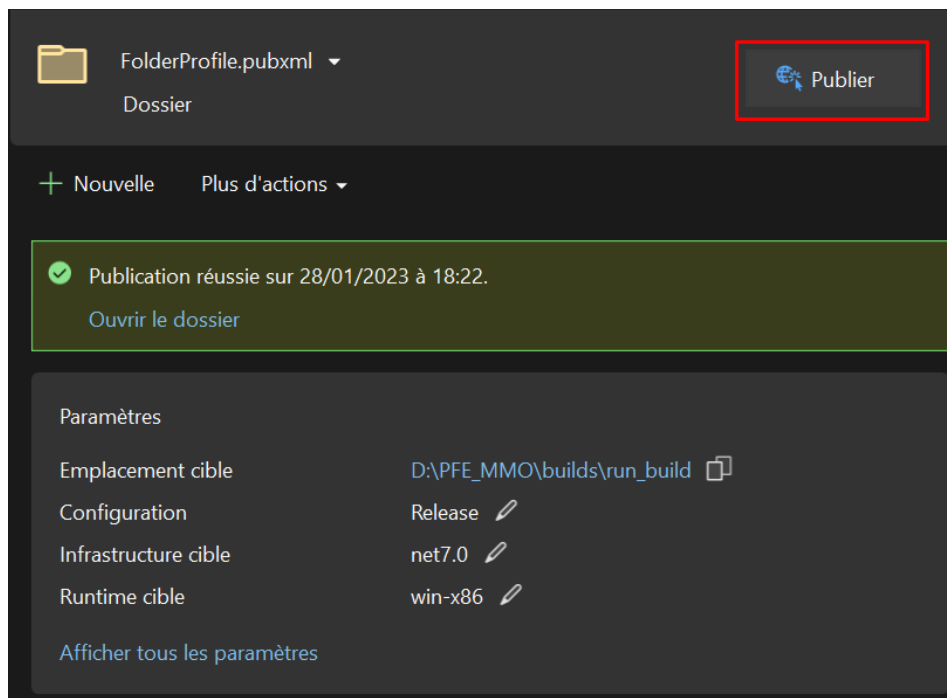 FolderProfile.pubxml
Dossier
Publier
Nouvelle Plus d'actions
Publication réussie sur 28/01/2023 à 18:22.
Ouvrir le dossier
Paramètres
Emplacement cible D:\PFE_MMO\builds\run_build
Configuration Release
Infrastructure cible net7.0
Runtime cible win-x86
Afficher tous les paramètres